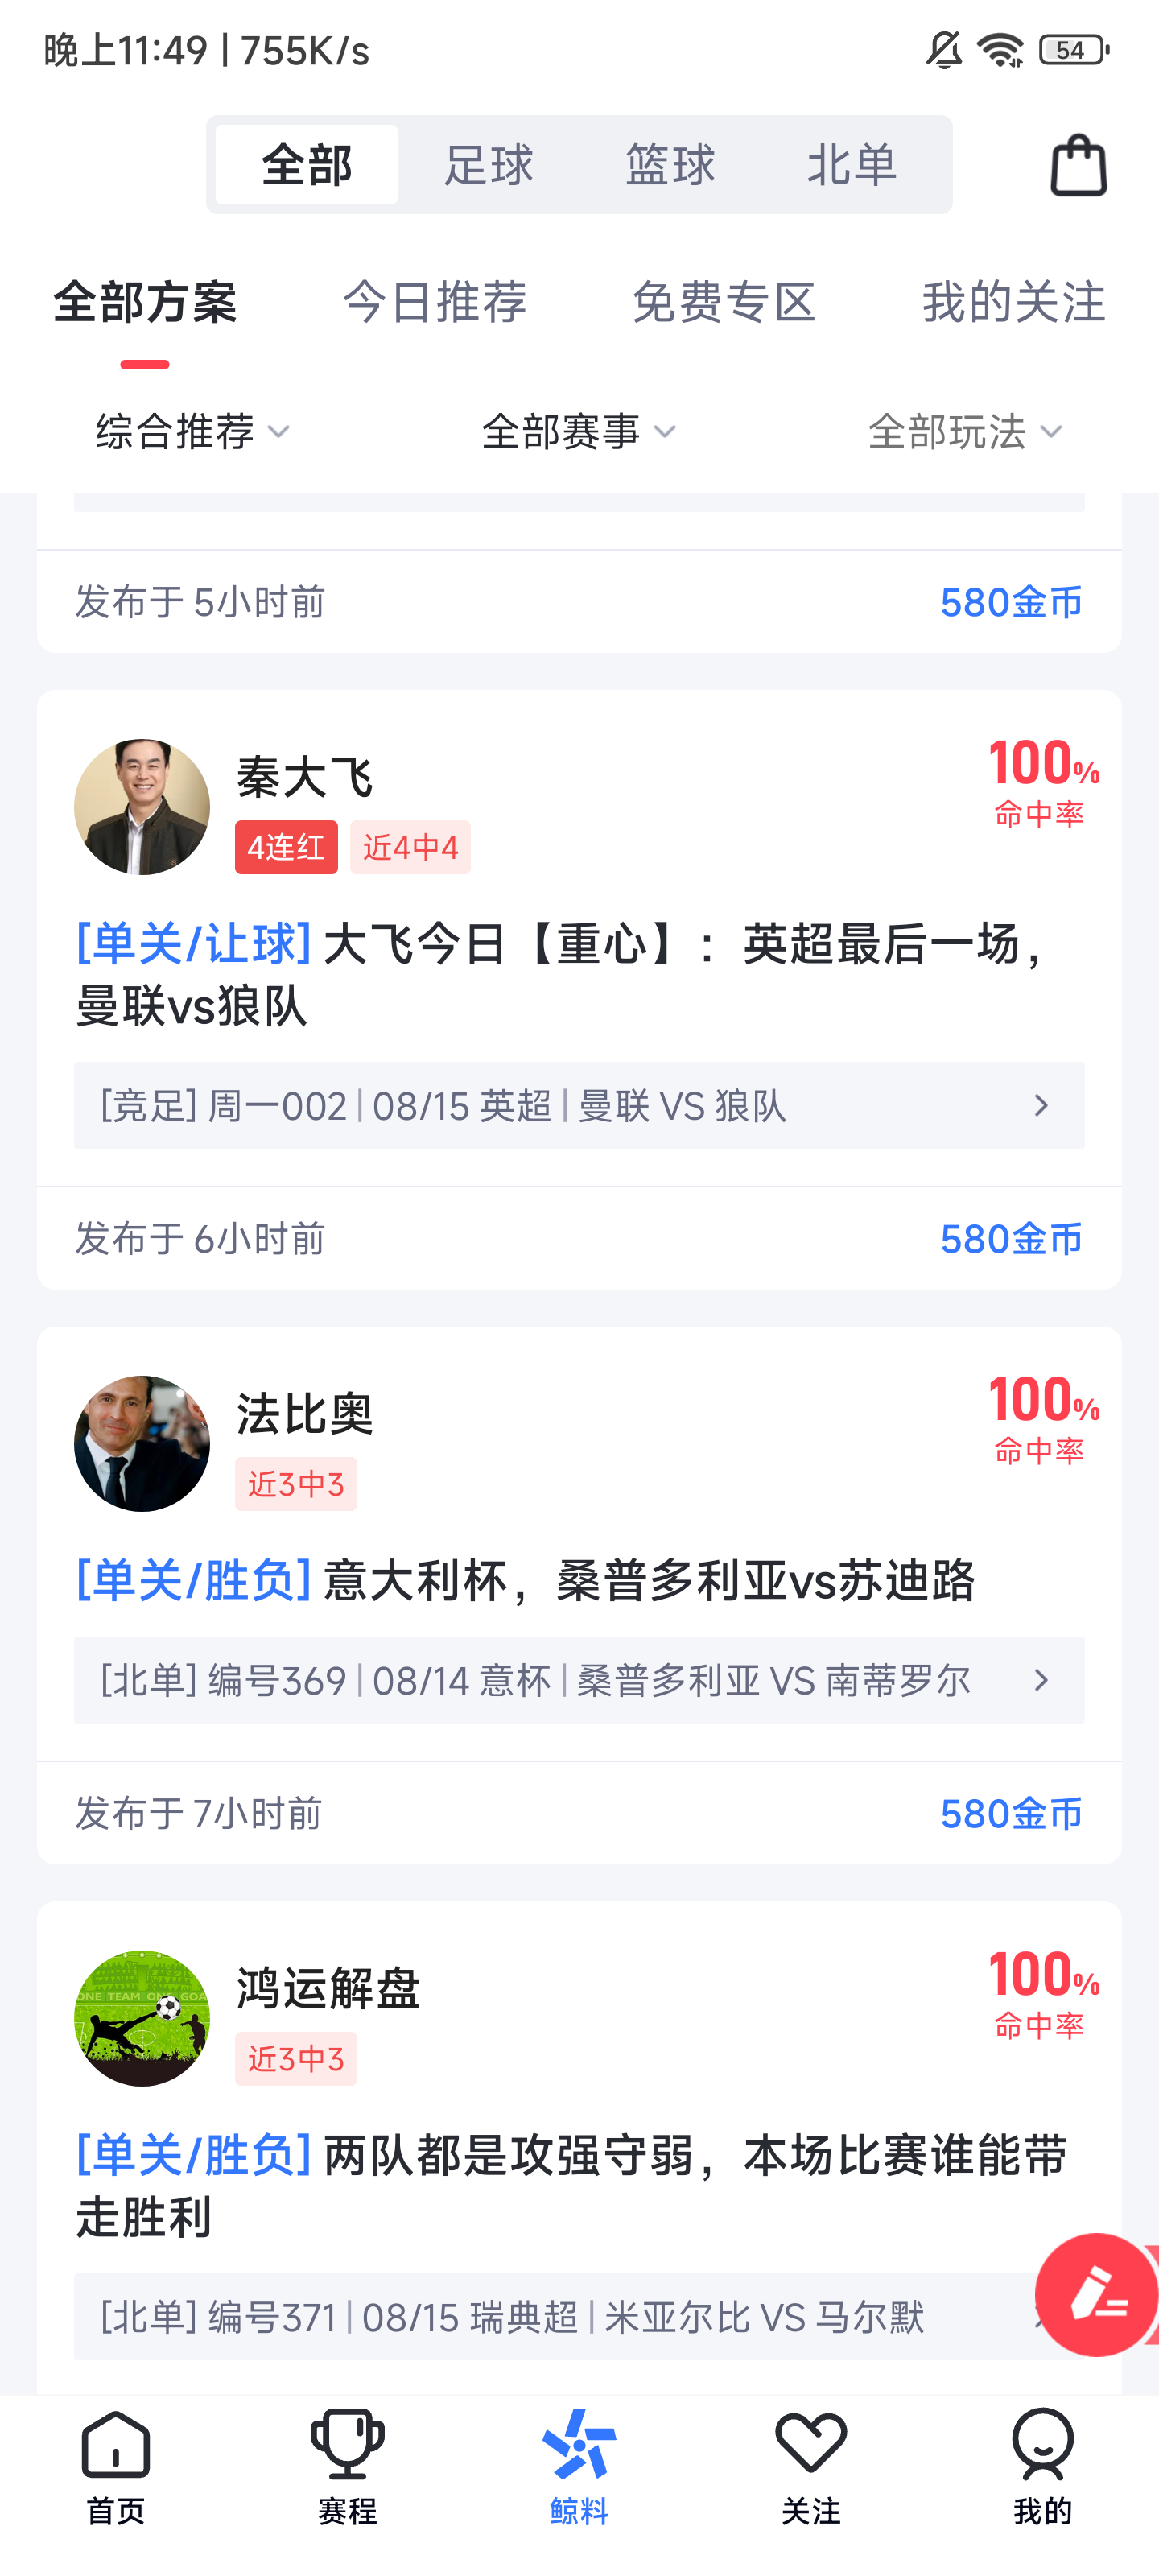 晚上11:49 | 755K/s
54
全部 足球 篮球 北单
全部方案 今日推荐 免费专区 我的关注
综合推荐 全部赛事 全部玩法
发布于 5小时前 580金币
秦大飞
100%
4连红 近4中4
命中率
[单关/让球] 大飞今日【重心】：英超最后一场，
曼联vs狼队
[竞足] 周一002 | 08/15 英超 | 曼联 VS 狼队
发布于 6小时前 580金币
法比奥
100%
近3中3
命中率
[单关/胜负] 意大利杯，桑普多利亚vs苏迪路
[北单] 编号369 | 08/14 意杯 | 桑普多利亚 VS 南蒂罗尔
发布于 7小时前 580金币
ONE TEAM ONE GOA
鸿运解盘
100%
近3中3
命中率
[单关/胜负] 两队都是攻强守弱，本场比赛谁能带
走胜利
[北单] 编号371 | 08/15 瑞典超 | 米亚尔比 VS 马尔默
首页 赛程 鲸料 关注 我的